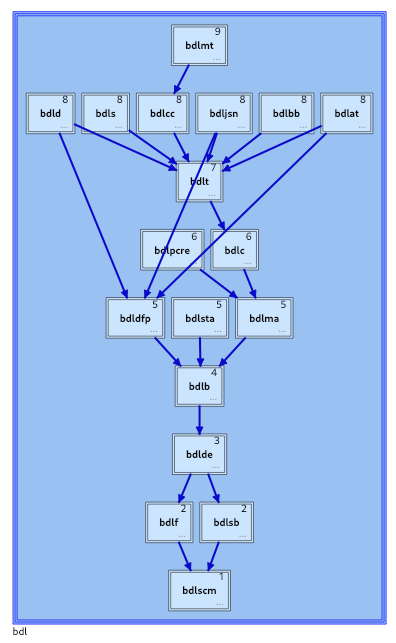 9
bdlmt
...
8 8 8 8 8 8
bdld bdls bdlcc bdljsn bdlbb bdlat
... ... ... ... ... ...
7
bdlt
...
6 6
bdlpcre bdlc
... ...
5 5 5
bdldfp bdlsta bdlma
... ... ...
4
bdlb
...
3
bdlde
...
2 2
bdlf bdlsb
... ...
1
bdlscm
...
bdl